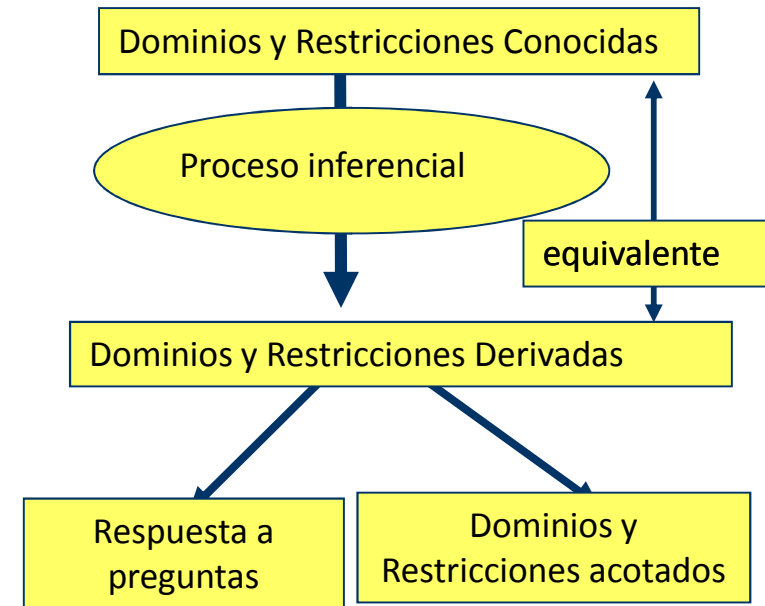 Dominios y Restricciones Conocidas
Proceso inferencial
equivalente
Dominios y Restricciones Derivadas
Respuesta a
preguntas
Dominios y
Restricciones acotados